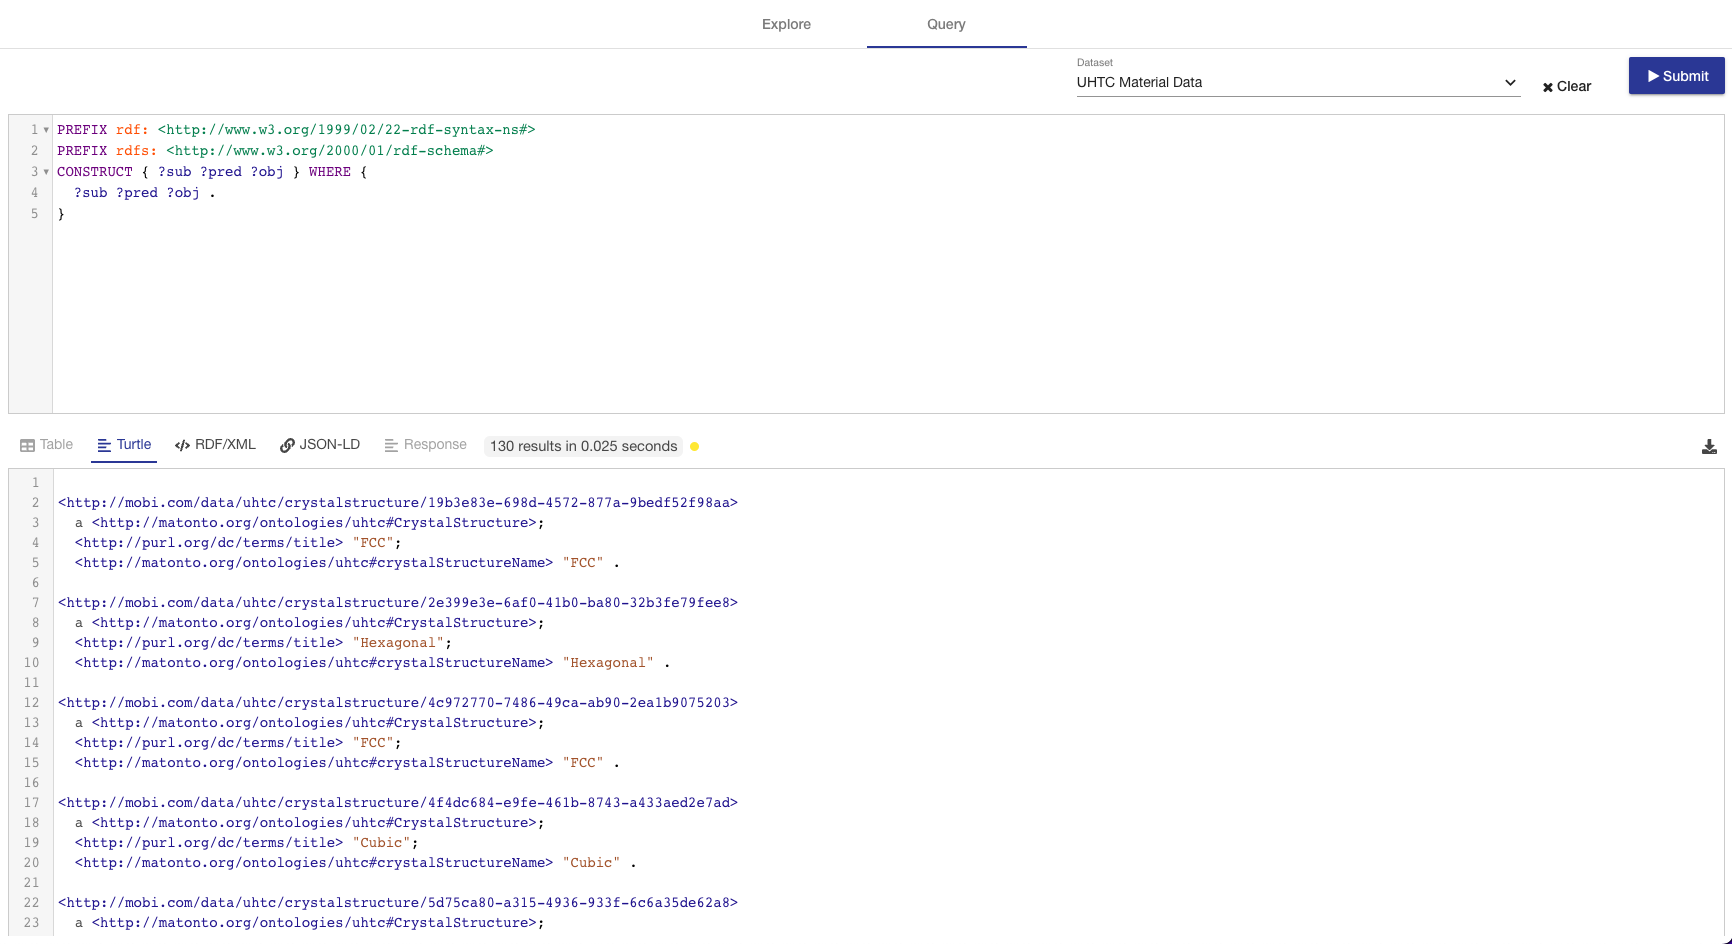 Explore Query
Dataset
UHTC Material Data
Clear
Submit
1 PREFIX rdf: <http://www.w3.org/1999/02/22-rdf-syntax-ns#>
2 PREFIX rdfs: <http://www.w3.org/2000/01/rdf-schema#>
3 CONSTRUCT { ?sub ?pred ?obj } WHERE {
4 ?sub ?pred ?obj .
5 }
Table Turtle RDF/XML JSON-LD Response 130 results in 0.025 seconds
1
2 <http://mobi.com/data/uhtc/crystalstructure/19b3e83e-698d-4572-877a-9bedf52f98aa>
3 a <http://matonto.org/ontologies/uhtc#CrystalStructure>;
4 <http://purl.org/dc/terms/title> "FCC";
5 <http://matonto.org/ontologies/uhtc#crystalStructureName> "FCC" .
6
7 <http://mobi.com/data/uhtc/crystalstructure/2e399e3e-6af0-41b0-ba80-32b3fe79fee8>
8 a <http://matonto.org/ontologies/uhtc#CrystalStructure>;
9 <http://purl.org/dc/terms/title> "Hexagonal";
10 <http://matonto.org/ontologies/uhtc#crystalStructureName> "Hexagonal" .
11
12 <http://mobi.com/data/uhtc/crystalstructure/4c972770-7486-49ca-ab90-2ea1b9075203>
13 a <http://matonto.org/ontologies/uhtc#CrystalStructure>;
14 <http://purl.org/dc/terms/title> "FCC";
15 <http://matonto.org/ontologies/uhtc#crystalStructureName> "FCC" .
16
17 <http://mobi.com/data/uhtc/crystalstructure/4f4dc684-e9fe-461b-8743-a433aed2e7ad>
18 a <http://matonto.org/ontologies/uhtc#CrystalStructure>;
19 <http://purl.org/dc/terms/title> "Cubic";
20 <http://matonto.org/ontologies/uhtc#crystalStructureName> "Cubic" .
21
22 <http://mobi.com/data/uhtc/crystalstructure/5d75ca80-a315-4936-933f-6c6a35de62a8>
23 a <http://matonto.org/ontologies/uhtc#CrystalStructure>;